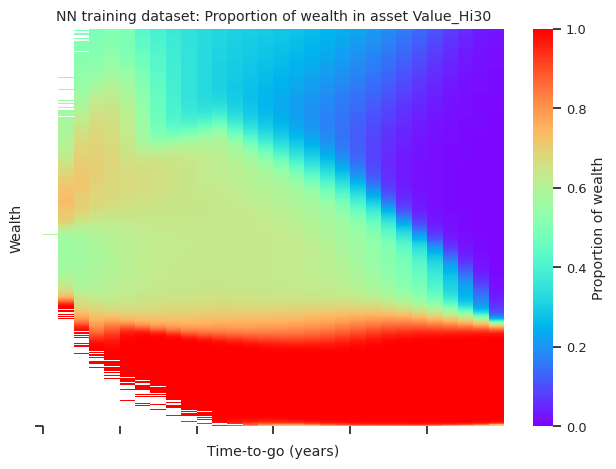 NN training dataset: Proportion of wealth in asset Value_Hi30
Wealth
Time-to-go (years)
1.0
0.8
0.6
0.4
0.2
0.0
Proportion of wealth